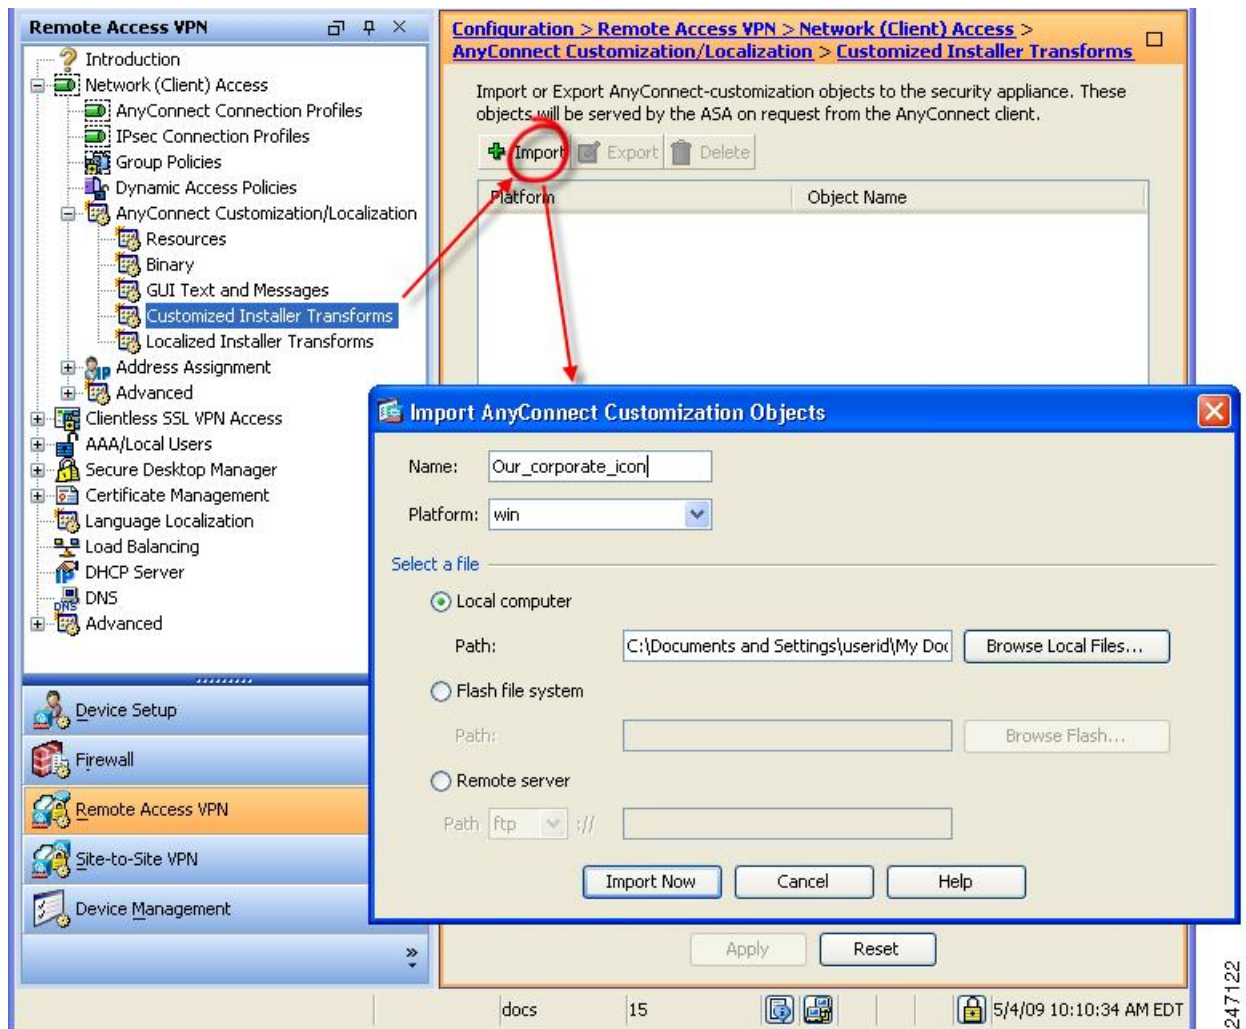 Remote Access VPN
Introduction
Network (Client) Access
AnyConnect Connection Profiles
IPsec Connection Profiles
Group Policies
Dynamic Access Policies
AnyConnect Customization/Localization
Resources
Binary
GUI Text and Messages
Customized Installer Transforms
Localized Installer Transforms
Address Assignment
Advanced
Clientless SSL VPN Access
AAA/Local Users
Secure Desktop Manager
Certificate Management
Language Localization
Load Balancing
DHCP Server
DNS
Advanced
Device Setup
Firewall
Remote Access VPN
Site-to-Site VPN
Device Management
Configuration > Remote Access VPN > Network (Client) Access >
AnyConnect Customization/Localization > Customized Installer Transforms
Import or Export AnyConnect-customization objects to the security appliance. These
objects will be served by the ASA on request from the AnyConnect client.
Import Export Delete
Platform Object Name
Import AnyConnect Customization Objects
Name: Our_corporate_icon
Platform: win
Select a file
Local computer
Path: C:\Documents and Settings\userid\My Doc Browse Local Files...
Flash file system
Path: Browse Flash...
Remote server
Path ftp ://
Import Now Cancel Help
Apply Reset
docs 15 5/4/09 10:10:34 AM EDT
247122